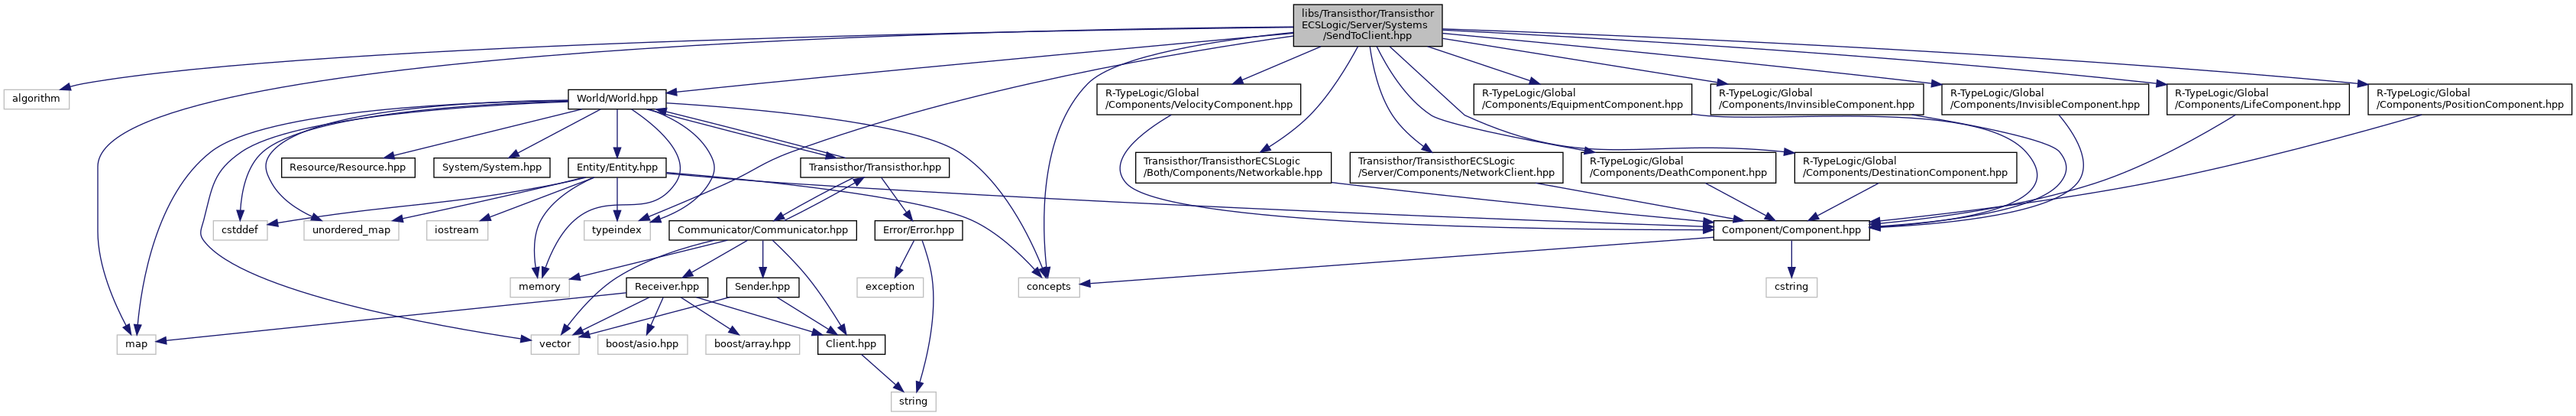 libs/Transisthor/Transisthor
ECSLogic/Server/Systems
/SendToClient.hpp
algorithm
World/World.hpp
R-TypeLogic/Global
/Components/VelocityComponent.hpp
R-TypeLogic/Global
/Components/EquipmentComponent.hpp
R-TypeLogic/Global
/Components/InvinsibleComponent.hpp
R-TypeLogic/Global
/Components/InvisibleComponent.hpp
R-TypeLogic/Global
/Components/LifeComponent.hpp
R-TypeLogic/Global
/Components/PositionComponent.hpp
Resource/Resource.hpp
System/System.hpp
Entity/Entity.hpp
Transisthor/Transisthor.hpp
Transisthor/TransisthorECSLogic
/Both/Components/Networkable.hpp
Transisthor/TransisthorECSLogic
/Server/Components/NetworkClient.hpp
R-TypeLogic/Global
/Components/DeathComponent.hpp
R-TypeLogic/Global
/Components/DestinationComponent.hpp
cstddef
unordered_map
iostream
typeindex
Communicator/Communicator.hpp
Error/Error.hpp
Component/Component.hpp
memory
Receiver.hpp
Sender.hpp
exception
concepts
cstring
map
vector
boost/asio.hpp
boost/array.hpp
Client.hpp
string